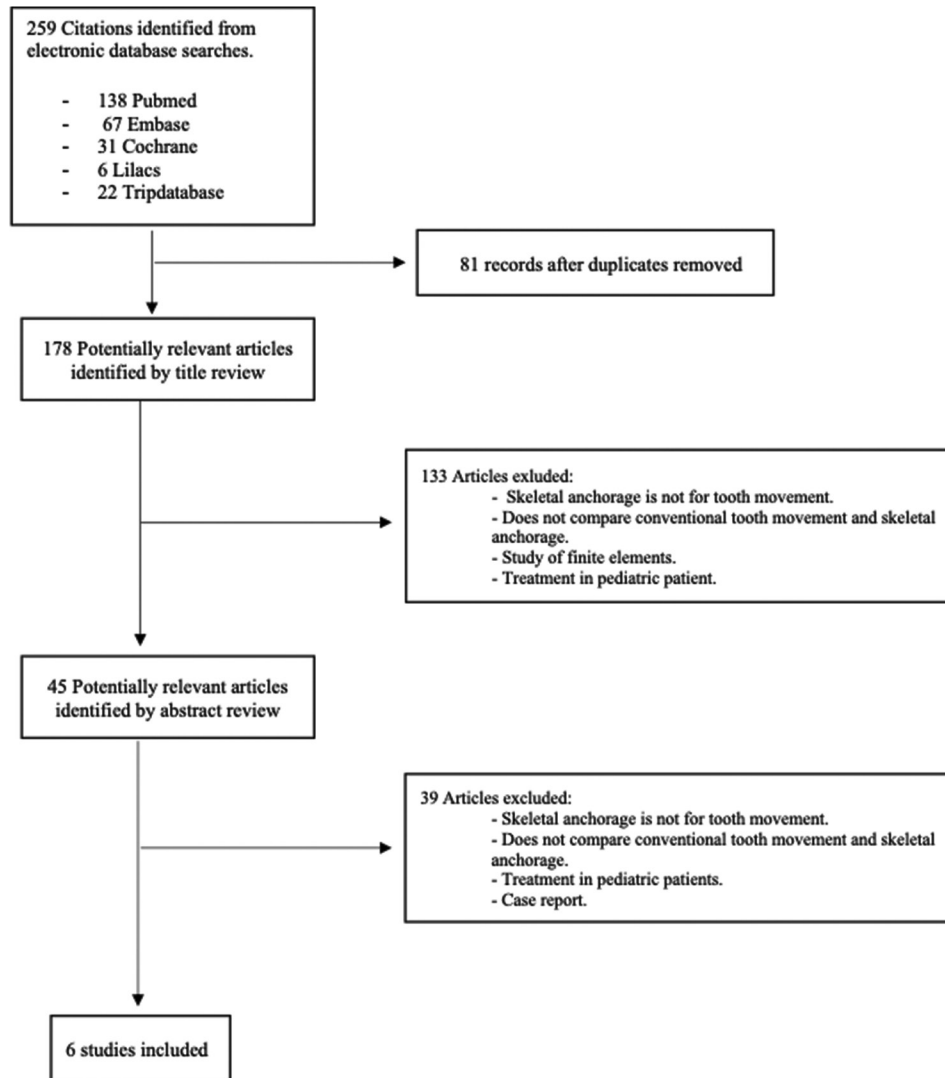 259 Citations identified from
electronic database searches.
- 138 Pubmed
- 67 Embase
- 31 Cochrane
- 6 Lilacs
- 22 Tripdatabase
81 records after duplicates removed
178 Potentially relevant articles
identified by title review
133 Articles exluded:
- Skeletal anchorage is not for tooth movement.
- Does not compare conventional tooth movement and skeletal
anchorage.
- Study of finite elements.
- Treatment in pediatric patient.
45 Potentially relevant articles
identified by abstract review
39 Articles excluded:
- Skeletal anchorage is not for tooth movement.
- Does not compare conventional tooth movement and skeletal
anchorage.
- Treatment in pediatric patients.
- Case report.
6 studies included